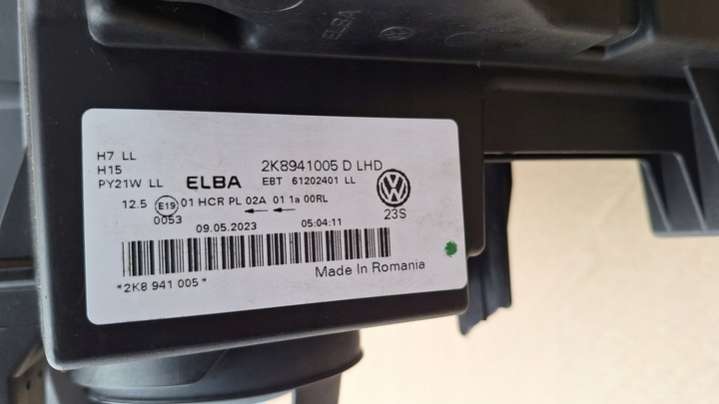 ELBA
H7 LL
H15
PY21W LL
ELBA
2K8941005 D LHD
EBT 61202401 LL
12.5 E19 01 HCR PL 02A 01 1a 00RL
0053
23S
09.05.2023 05:04:11
*2K8 941 005*
Made In Romania